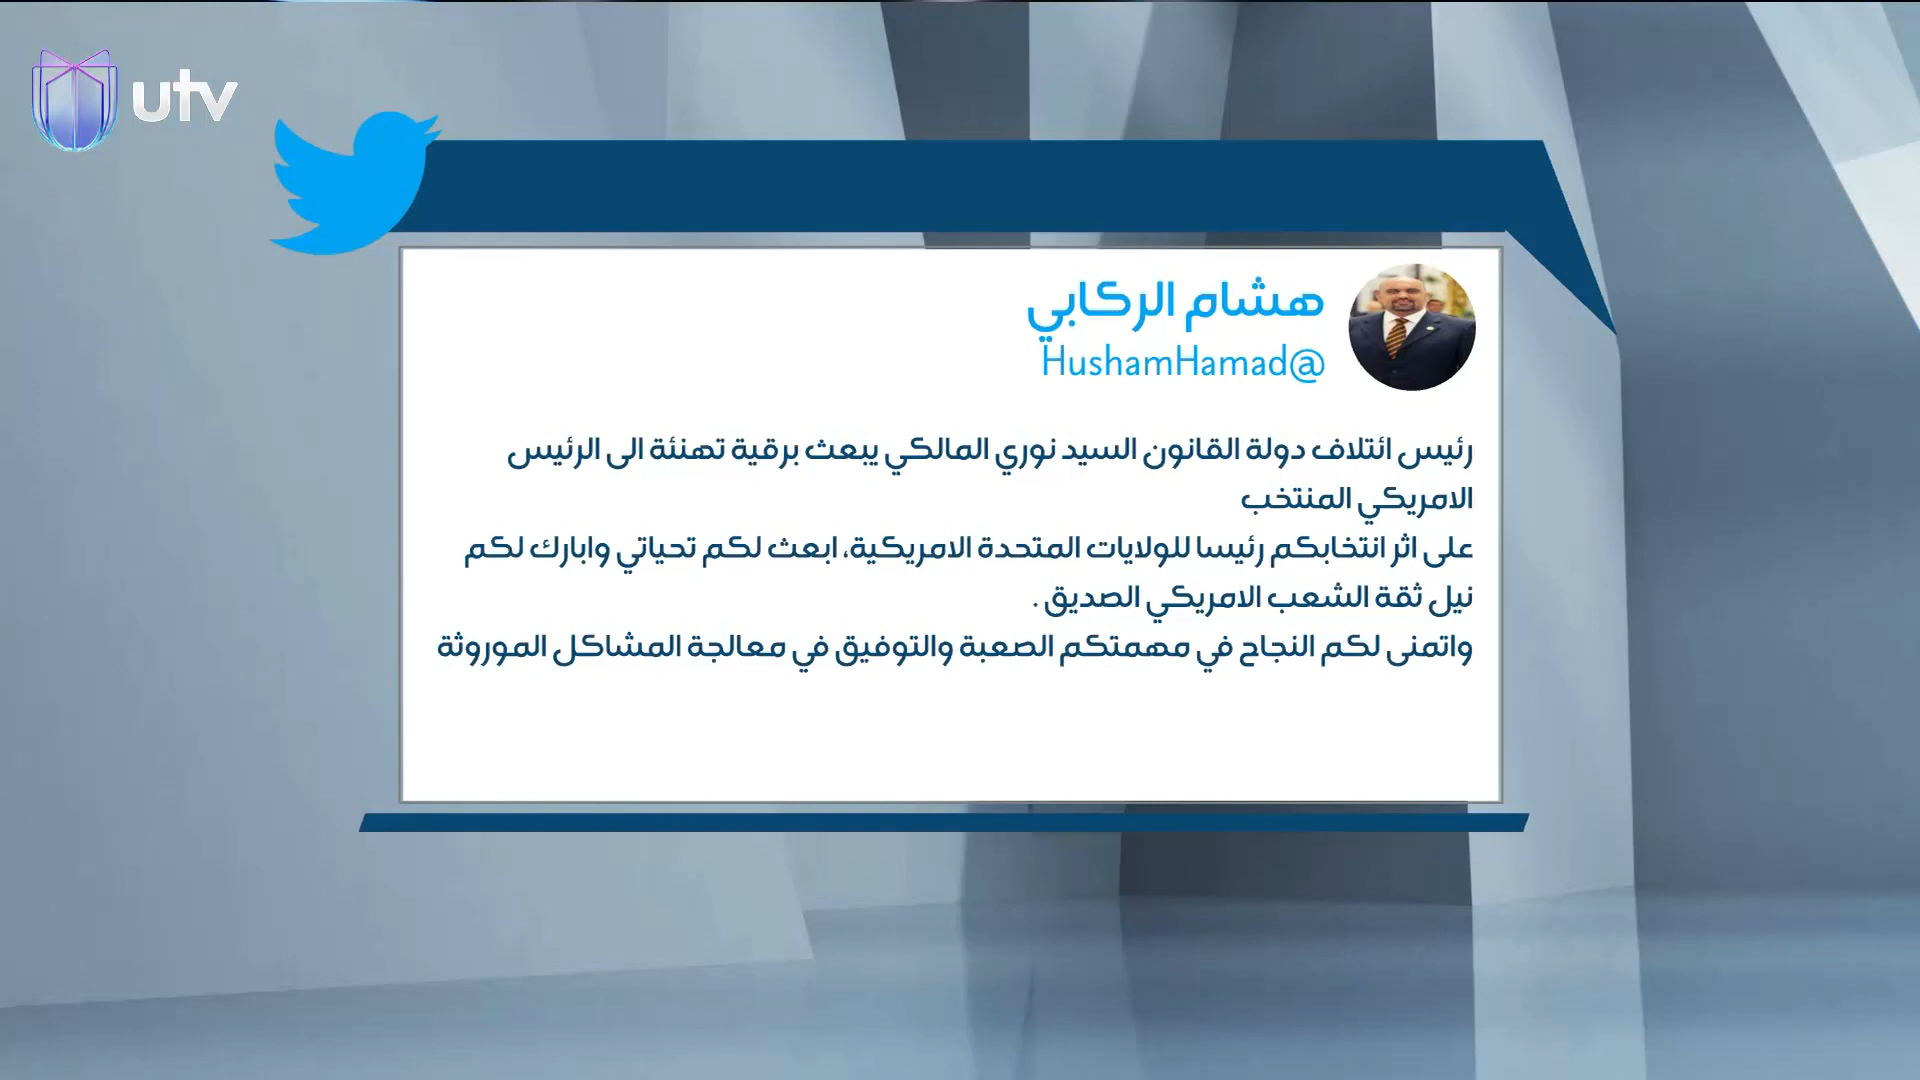 utv
هشام الركابي
@HushamHamad
رئيس ائتلاف دولة القانون السيد نوري المالكي يبعث برقية تهنئة الى الرئيس
الامريكي المنتخب
على اثر انتخابكم رئيسا للولايات المتحدة الامريكية، ابعث لكم تحياتي وابارك لكم
نيل ثقة الشعب الامريكي الصديق .
واتمنى لكم النجاح في مهمتكم الصعبة والتوفيق في معالجة المشاكل الموروثة